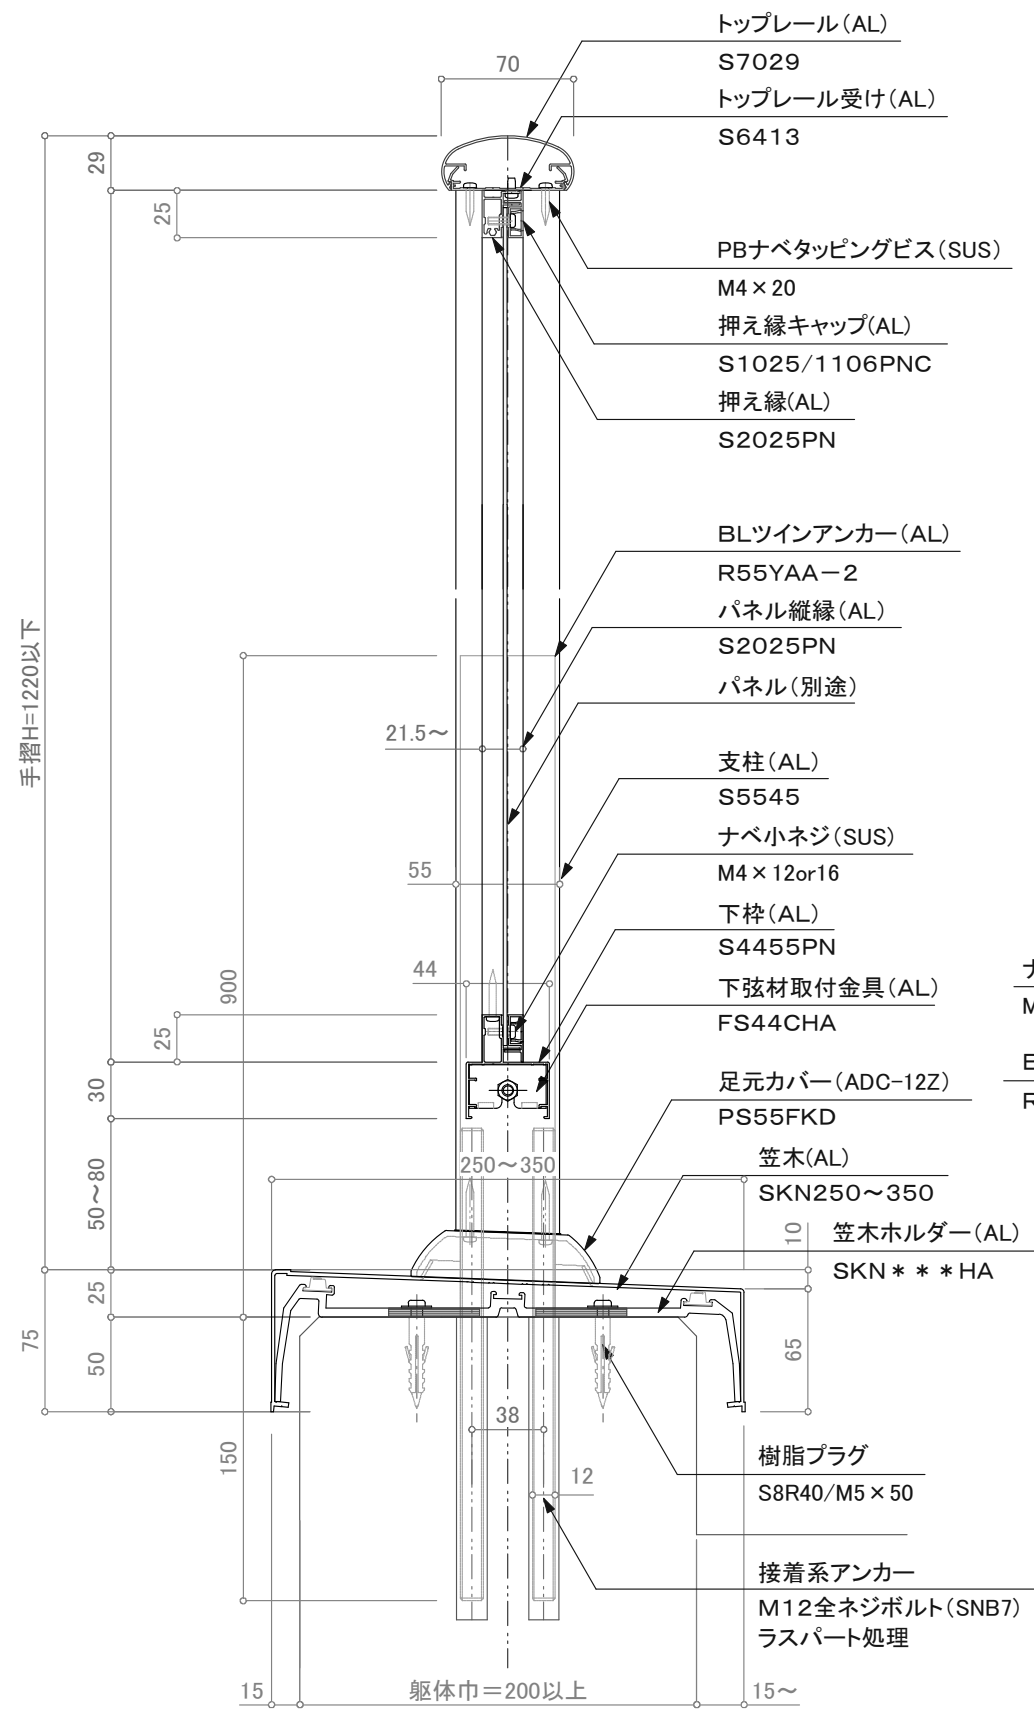 トップレール(AL)
S7029
70
トップレール受け(AL)
S6413
29
25
PBナベタッピングビス(SUS)
M4×20
押え縁キャップ(AL)
S1025/1106PNC
押え縁(AL)
S2025PN
BLツインアンカー(AL)
R55YAA－2
パネル縦縁(AL)
S2025PN
手摺H=1220以下
パネル(別途)
21.5～
支柱(AL)
S5545
ナベ小ネジ(SUS)
M4×12or16
55
下枠(AL)
S4455PN
44
900
下弦材取付金具(AL)
FS44CHA
25
30
足元カバー(ADC-12Z)
PS55FKD
250～350
笠木(AL)
SKN250～350
50～80
10
笠木ホルダー(AL)
SKN＊＊＊HA
25
75
50
65
38
150
12
樹脂プラグ
S8R40/M5×50
接着系アンカー
M12全ネジボルト(SNB7)
ラスパート処理
15
躯体巾＝200以上
15～